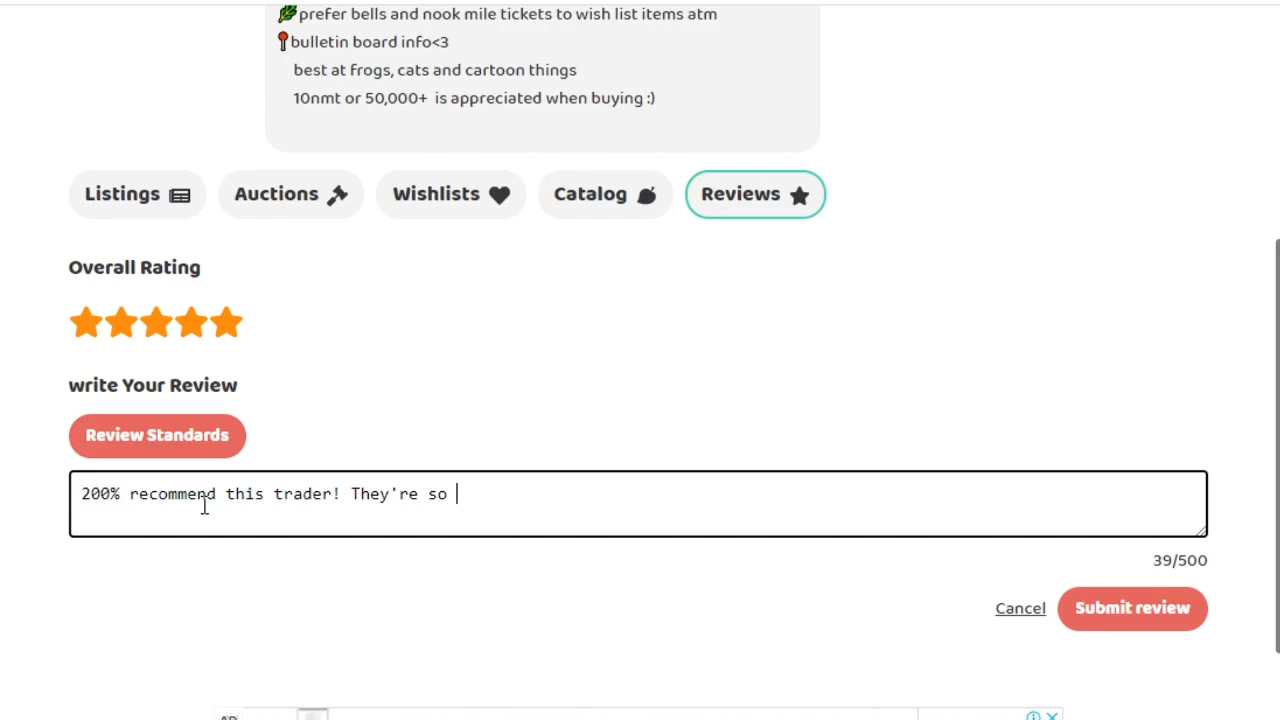 prefer bells and nook mile tickets to wish list items atm
bulletin board info<3
best at frogs, cats and cartoon things
10nmt or 50,000+ is appreciated when buying :)
Listings
Auctions
Wishlists
Catalog
Reviews
Overall Rating
write Your Review
Review Standards
200% recommend this trader! They're so
39/500
Cancel
Submit review